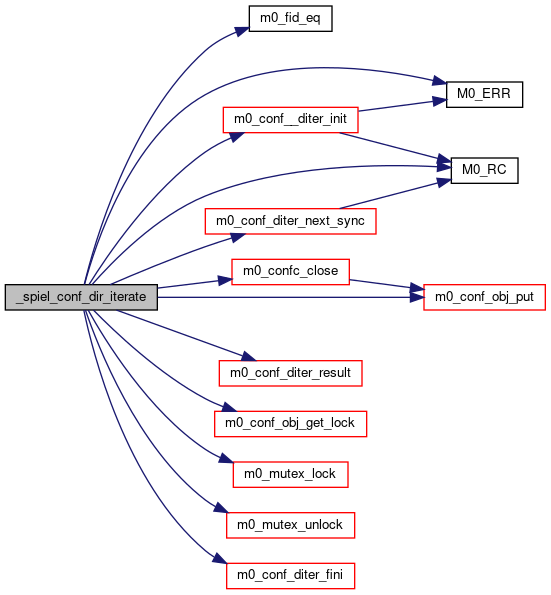 m0_fid_eq
M0_ERR
m0_conf__diter_init
M0_RC
m0_conf_diter_next_sync
m0_confc_close
_spiel_conf_dir_iterate
m0_conf_obj_put
m0_conf_diter_result
m0_conf_obj_get_lock
m0_mutex_lock
m0_mutex_unlock
m0_conf_diter_fini